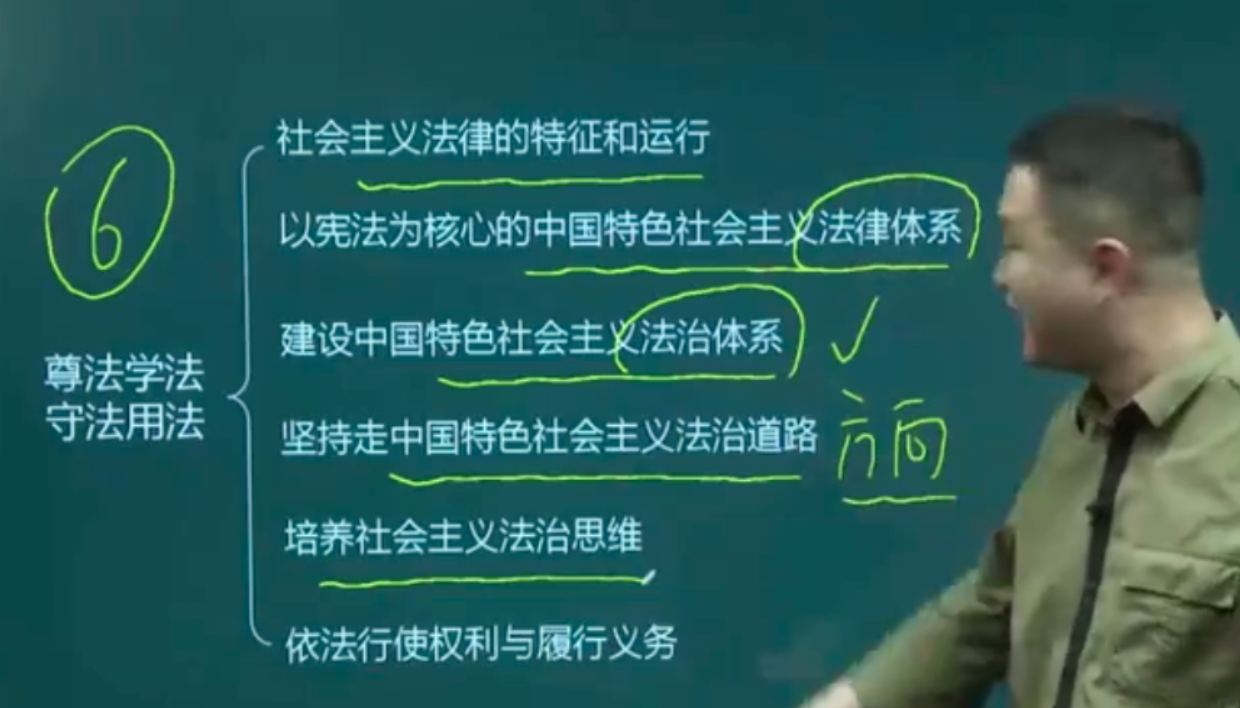 6
尊法学法
守法用法
社会主义法律的特征和运行
以宪法为核心的中国特色社会主义法律体系
建设中国特色社会主义法治体系
坚持走中国特色社会主义法治道路
方向
培养社会主义法治思维
依法行使权利与履行义务